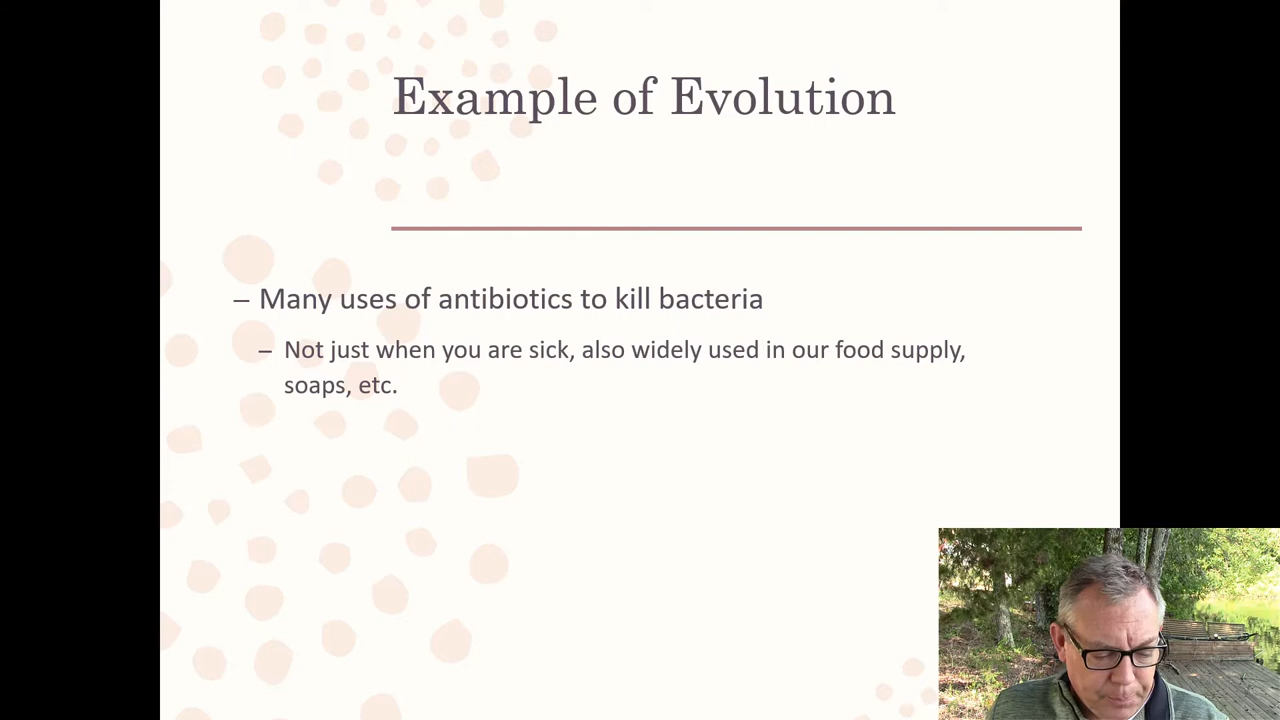 Example of Evolution
– Many uses of antibiotics to kill bacteria
– Not just when you are sick, also widely used in our food supply,
soaps, etc.